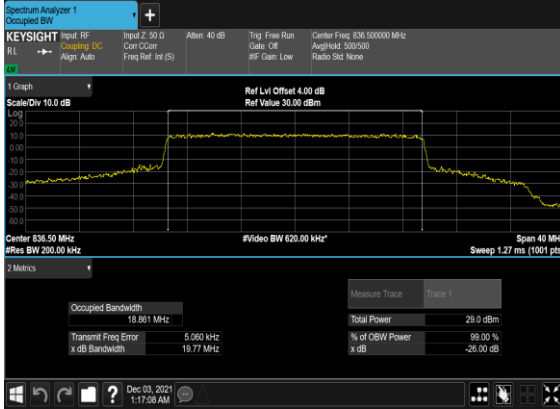 Spectrum Analyzer 1
Occupied BW
KEYSIGHT
RL
Input: RF
Coupling: DC
Align: Auto
Input Z: 50 Ω
Corr CCorr
Freq Ref: Int (S)
Atten: 40 dB
Trig: Free Run
Gate: Off
#IF Gain: Low
Center Freq: 836.500000 MHz
Avg|Hold: 500/500
Radio Std: None
1 Graph
Scale/Div 10.0 dB
Ref Lvl Offset 4.00 dB
Ref Value 30.00 dBm
Log
20.0
10.0
0.00
-10.0
-20.0
-30.0
-40.0
-50.0
-60.0
Center 836.50 MHz
#Res BW 200.00 kHz
#Video BW 620.00 kHz*
Span 40 MH
Sweep 1.27 ms (1001 pts
2 Metrics
Measure Trace
Trace 1
Occupied Bandwidth
18.861 MHz
Total Power
29.0 dBm
Transmit Freq Error
5.060 kHz
% of OBW Power
99.00 %
x dB Bandwidth
19.77 MHz
x dB
-26.00 dB
Dec 03, 2021
1:17:08 AM